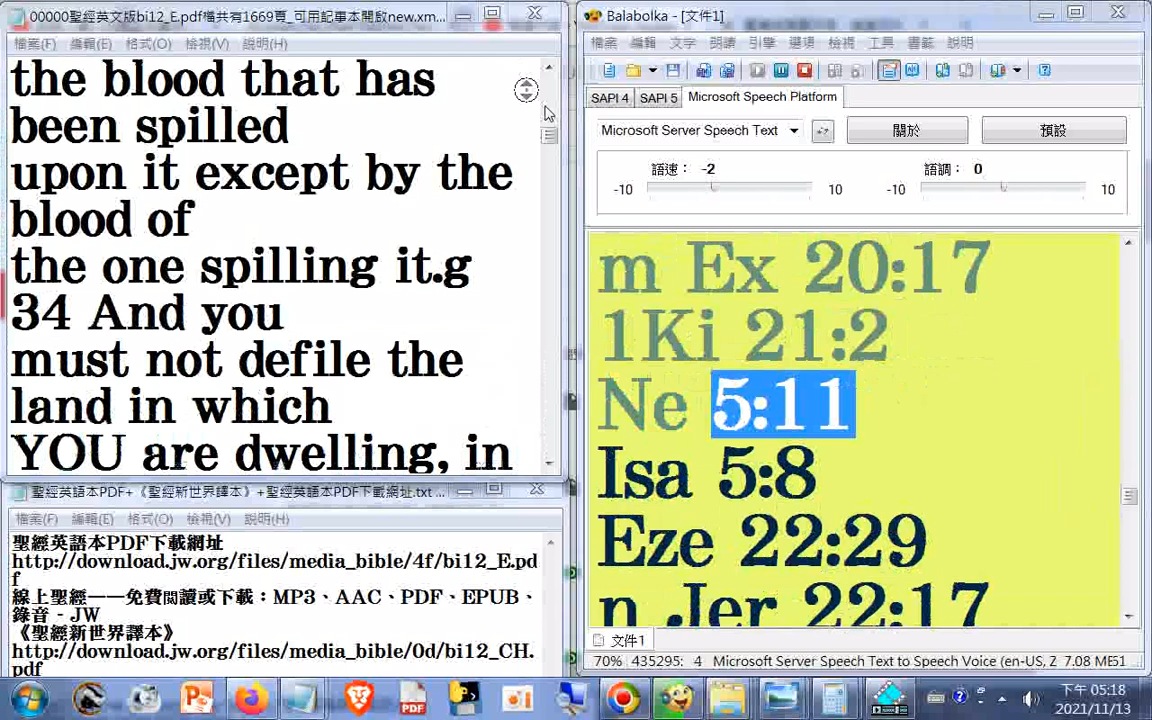 00000聖經英文版bi12_E.pdf檔共有1669頁_可用記事本開啟new.xm...
檔案(F) 編輯(E) 格式(O) 檢視(V) 說明(H)
the blood that has
been spilled
upon it except by the
blood of
the one spilling it.g
34 And you
must not defile the
land in which
YOU are dwelling, in
聖經英語本PDF+《聖經新世界譯本》+聖經英語本PDF下載網址.txt ...
檔案(F) 編輯(E) 格式(O) 檢視(V) 說明(H)
聖經英語本PDF下載網址
http://download.jw.org/files/media_bible/4f/bi12_E.pd
f
線上聖經——免費閱讀或下載：MP3、AAC、PDF、EPUB、
錄音 - JW
《聖經新世界譯本》
http://download.jw.org/files/media_bible/0d/bi12_CH.
pdf
Balabolka - [文件1]
檔案 編輯 文字 朗讀 引擎 選項 檢視 工具 書籤 說明
SAPI 4 SAPI 5 Microsoft Speech Platform
Microsoft Server Speech Text 關於 預設
語速： -2 語調： 0
-10 10 -10 10
m Ex 20:17
1Ki 21:2
Ne 5:11
Isa 5:8
Eze 22:29
n Jer 22:17
文件1
70% 435295: 4 Microsoft Server Speech Text to Speech Voice (en-US, Z 7.08 ME51
下午 05:18
2021/11/13